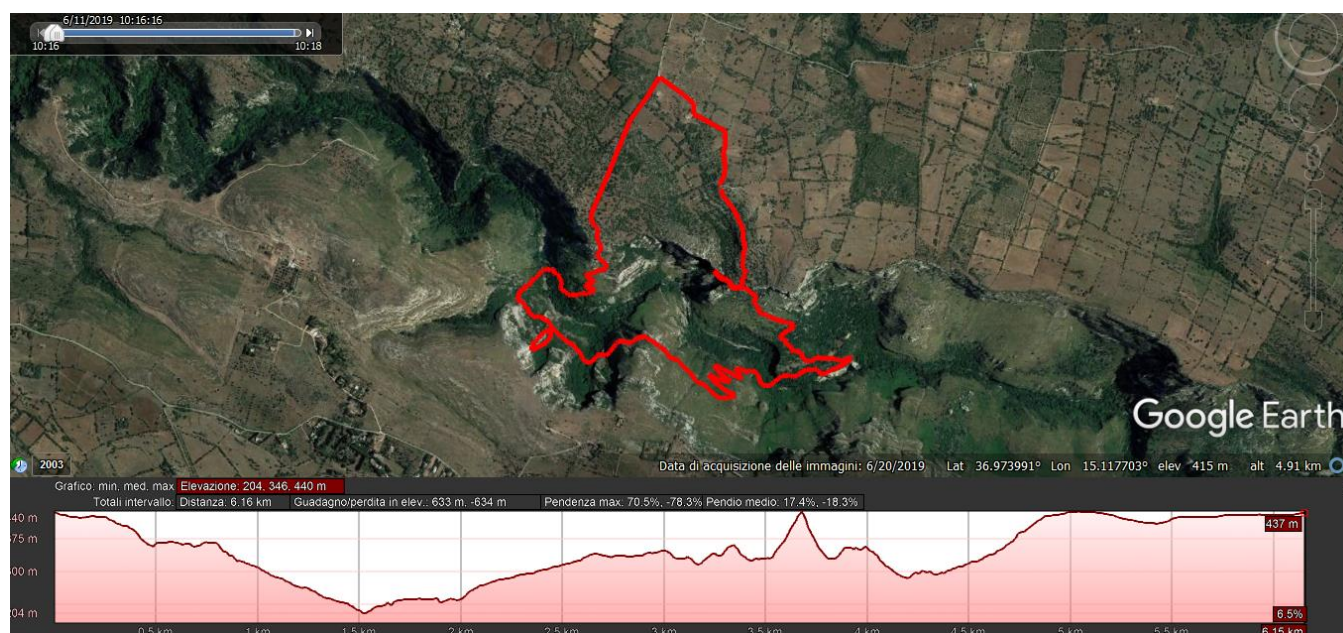 6/11/2019 10:16:16
10:16 10:18
Google Earth
2003
Data di acquisizione delle immagini: 6/20/2019 Lat 36.973991° Lon 15.117703° elev 415 m alt 4.91 km
Grafico: min. med. max Elevazione: 204, 346, 440 m
Totali intervallo: Distanza: 6.16 km Guadagno/perdita in elev.: 633 m, -634 m Pendenza max: 70.5%, -78.3% Pendio medio: 17.4%, -18.3%
40 m
437 m
75 m
00 m
04 m
6.5%
0.5 km 1 km 1.5 km 2 km 2.5 km 3 km 3.5 km 4 km 4.5 km 5 km 5.5 km 6.15 km